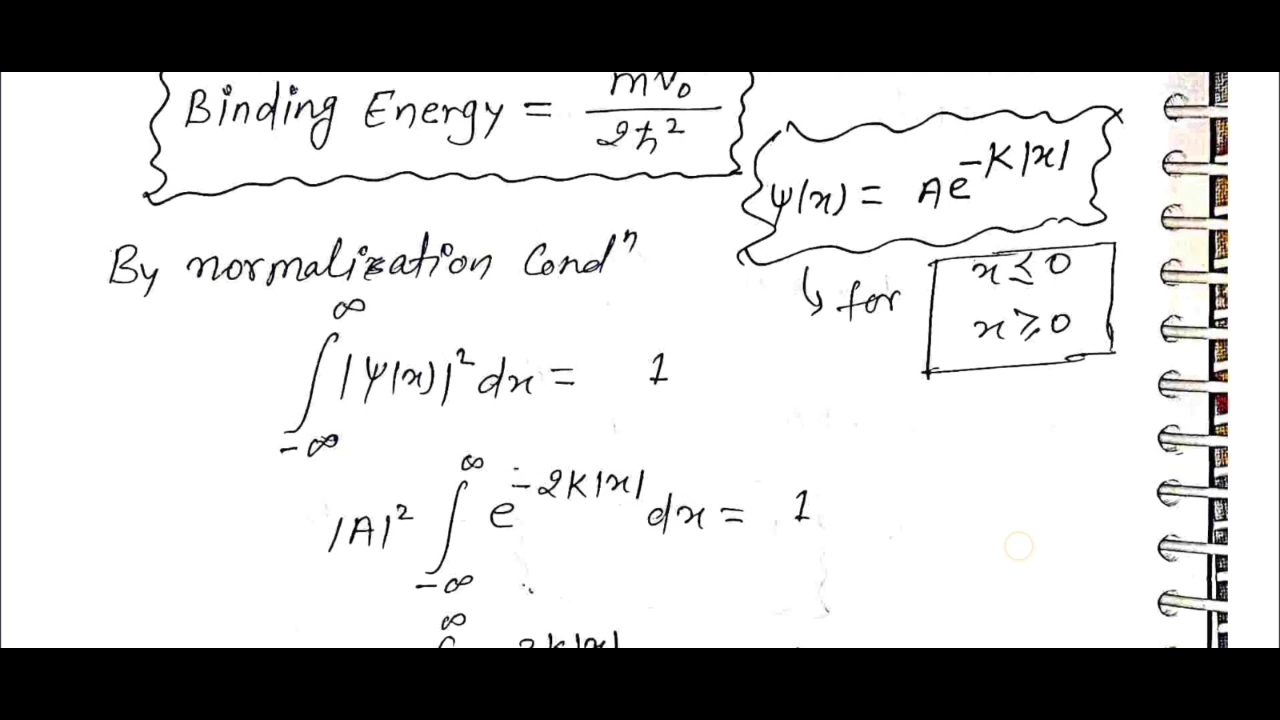 Binding Energy = mV₀ / 2ħ²
ψ(x) = Ae^{-K|x|}
↳ for x ≤ 0
x ≥ 0
By normalization Condⁿ
∫_{-∞}^{∞} |ψ(x)|² dx = 1
|A|² ∫_{-∞}^{∞} e^{-2K|x|} dx = 1
∞